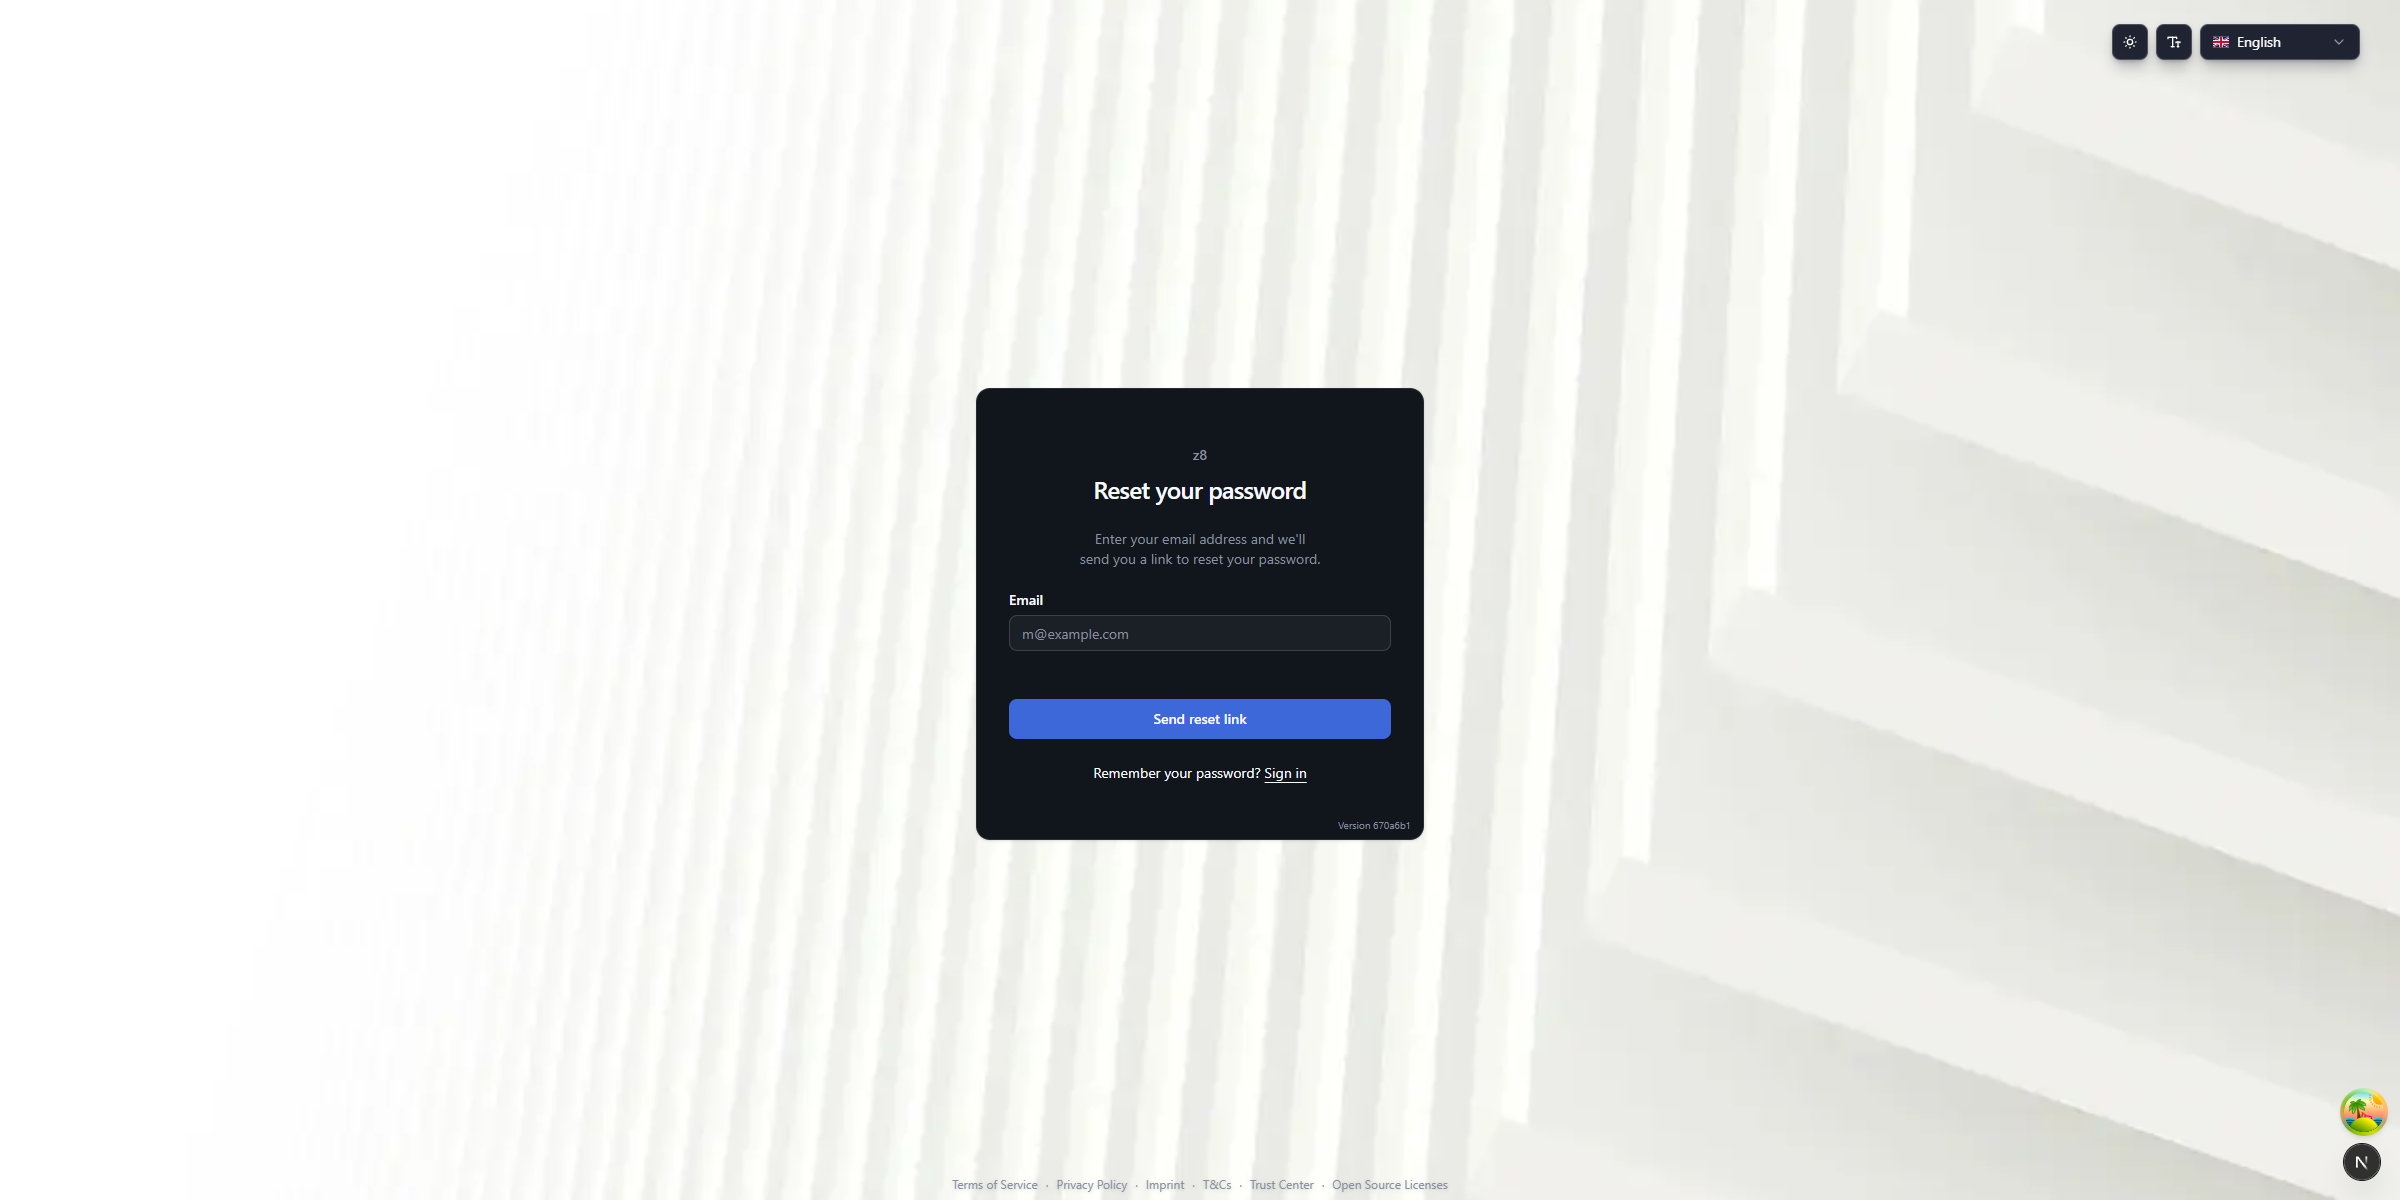 English
z8
Reset your password
Enter your email address and we'll
send you a link to reset your password.
Email
m@example.com
Send reset link
Remember your password? Sign in
Version 670a6b1
Terms of Service · Privacy Policy · Imprint · T&Cs · Trust Center · Open Source Licenses
N